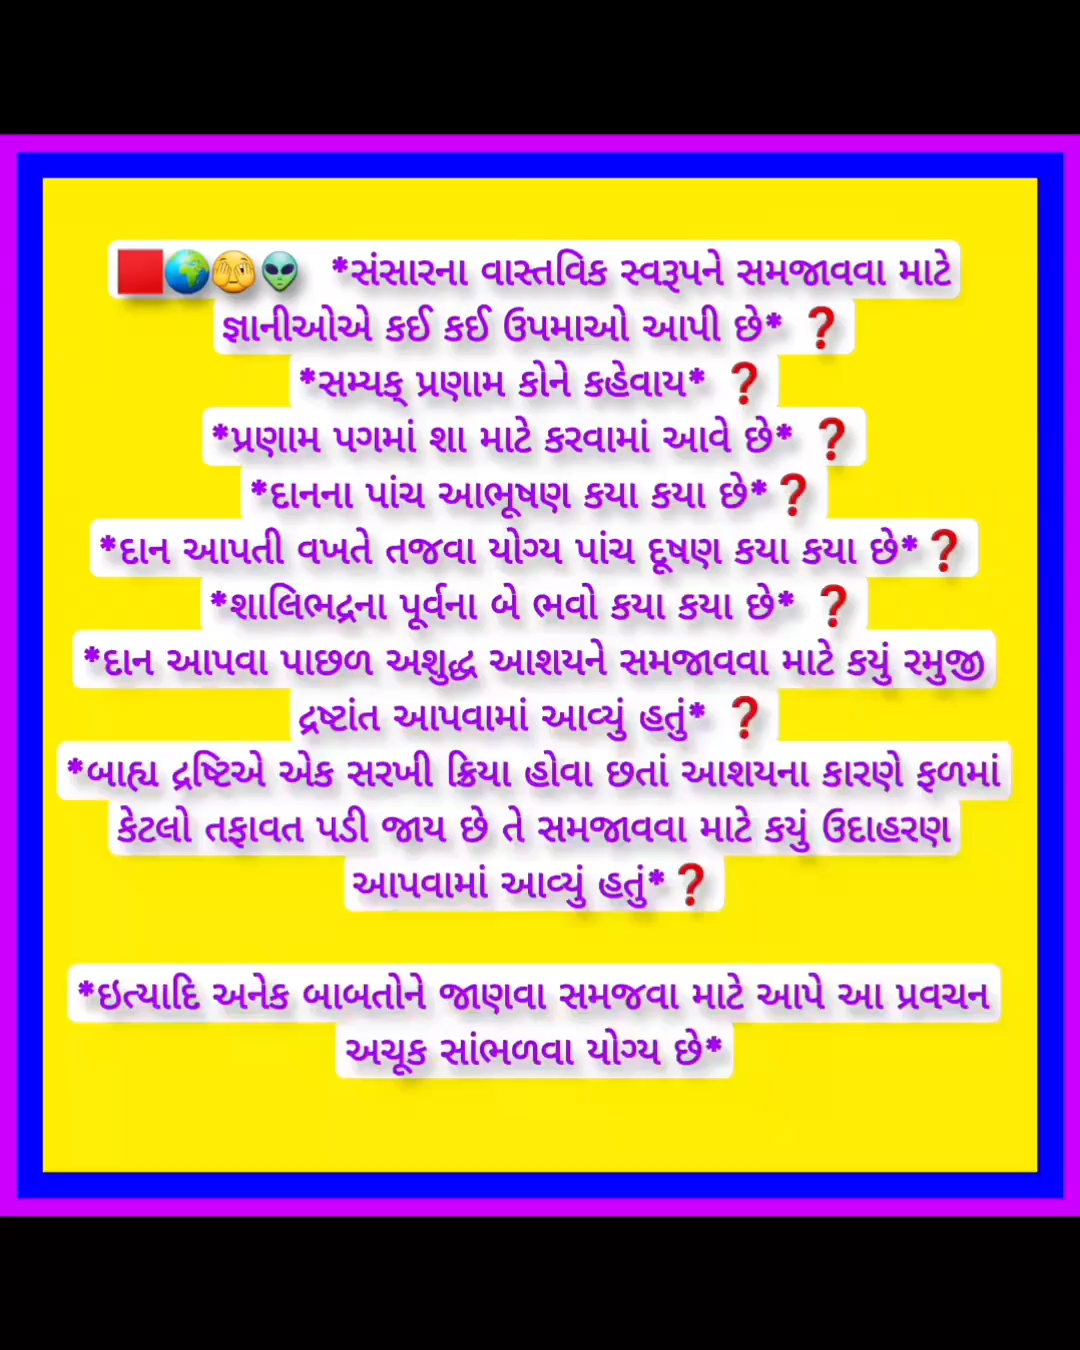 🟥🌍🫣👽 *સંસારના વાસ્તવિક સ્વરૂપને સમજાવવા માટે
જ્ઞાનીઓએ કઈ કઈ ઉપમાઓ આપી છે* ❓
*સમ્યક્ પ્રણામ કોને કહેવાય* ❓
*પ્રણામ પગમાં શા માટે કરવામાં આવે છે* ❓
*દાનના પાંચ આભૂષણ કયા કયા છે*❓
*દાન આપતી વખતે તજવા યોગ્ય પાંચ દૂષણ કયા કયા છે*❓
*શાલિભદ્રના પૂર્વના બે ભવો કયા કયા છે* ❓
*દાન આપવા પાછળ અશુદ્ધ આશયને સમજાવવા માટે કયું રમુજી
દ્રષ્ટાંત આપવામાં આવ્યું હતું* ❓
*બાહ્ય દ્રષ્ટિએ એક સરખી ક્રિયા હોવા છતાં આશયના કારણે ફળમાં
કેટલો તફાવત પડી જાય છે તે સમજાવવા માટે કયું ઉદાહરણ
આપવામાં આવ્યું હતું*❓
*ઇત્યાદિ અનેક બાબતોને જાણવા સમજવા માટે આપે આ પ્રવચન
અચૂક સાંભળવા યોગ્ય છે*